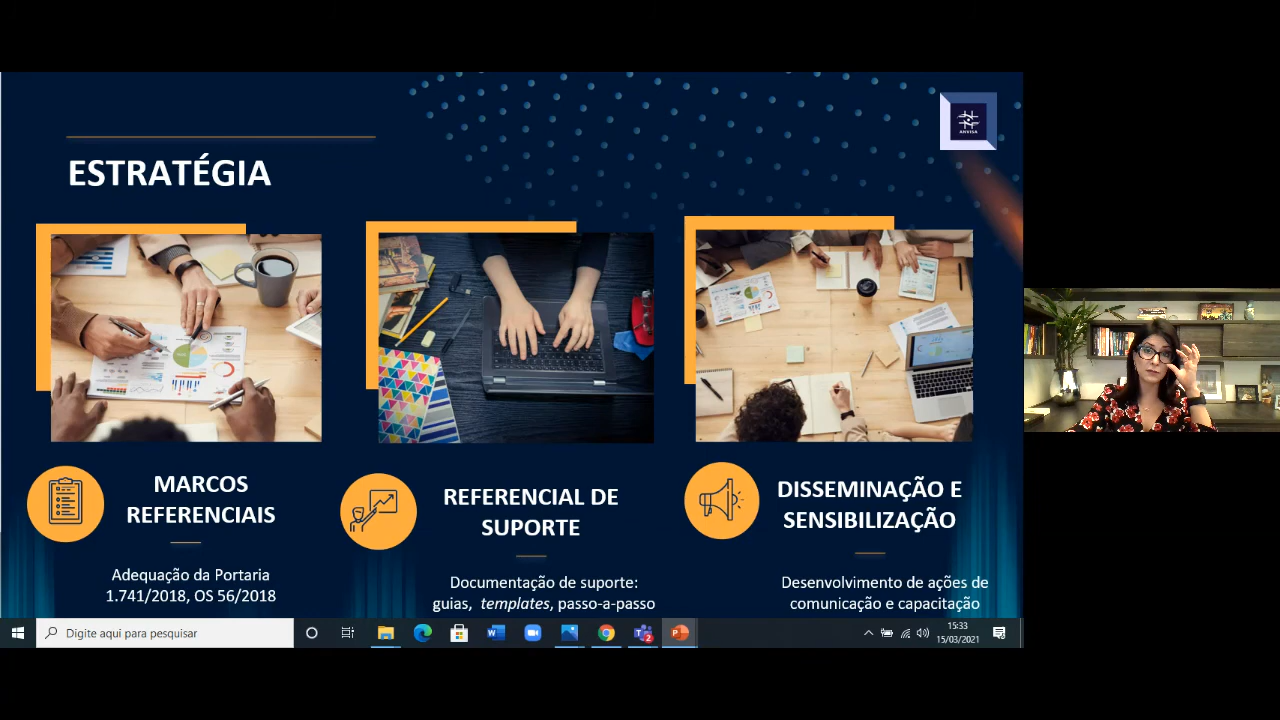 ANVISA
ESTRATÉGIA
MARCOS
REFERENCIAIS
Adequação da Portaria
1.741/2018, OS 56/2018
REFERENCIAL DE
SUPORTE
Documentação de suporte:
guias, templates, passo-a-passo
DISSEMINAÇÃO E
SENSIBILIZAÇÃO
Desenvolvimento de ações de
comunicação e capacitação
Digite aqui para pesquisar
15:33
15/03/2021